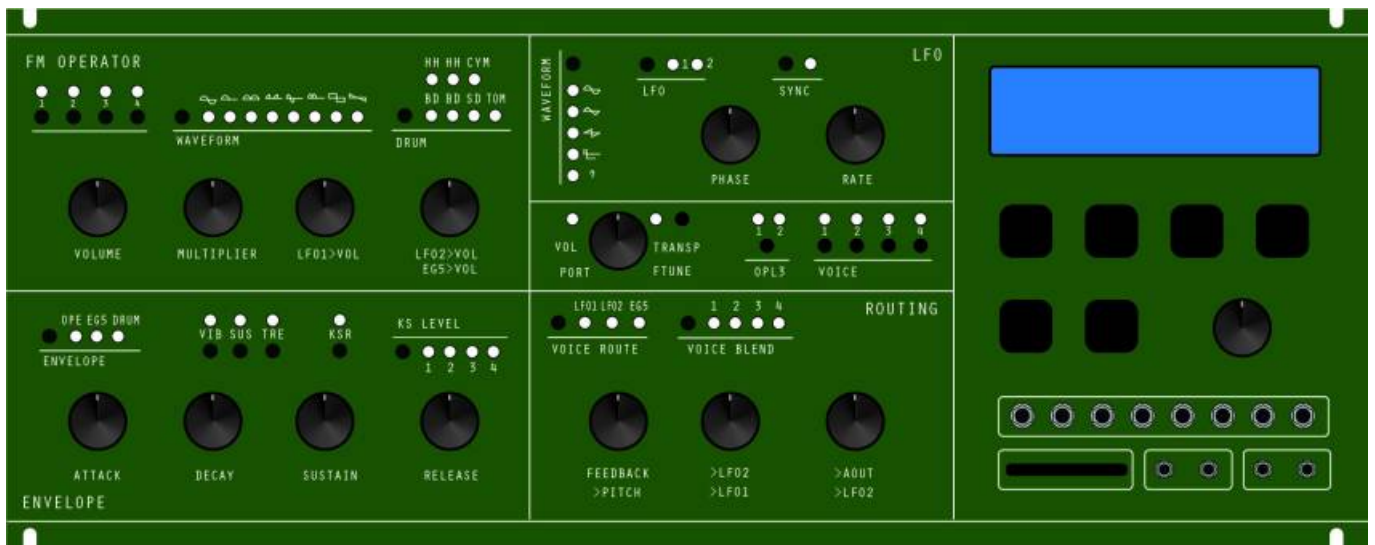 FM OPERATOR
HH HH CYM
1 2 3 4
BD BD SD TOM
WAVEFORM
DRUM
VOLUME
MULTIPLIER
LFO1>VOL
LFO2>VOL
EG5>VOL
WAVEFORM
?
1 2
LFO
SYNC
LFO
PHASE
RATE
VOL
PORT
TRANSP
FTUNE
1 2
OPL3
1 2 3 4
VOICE
OPE EG5 DRUM
ENVELOPE
VIB SUS TRE
KSR
KS LEVEL
1 2 3 4
ATTACK
DECAY
SUSTAIN
RELEASE
ENVELOPE
LFO1 LFO2 EG5
VOICE ROUTE
1 2 3 4
VOICE BLEND
ROUTING
FEEDBACK
>PITCH
>LFO2
>LFO1
>AOUT
>LFO2